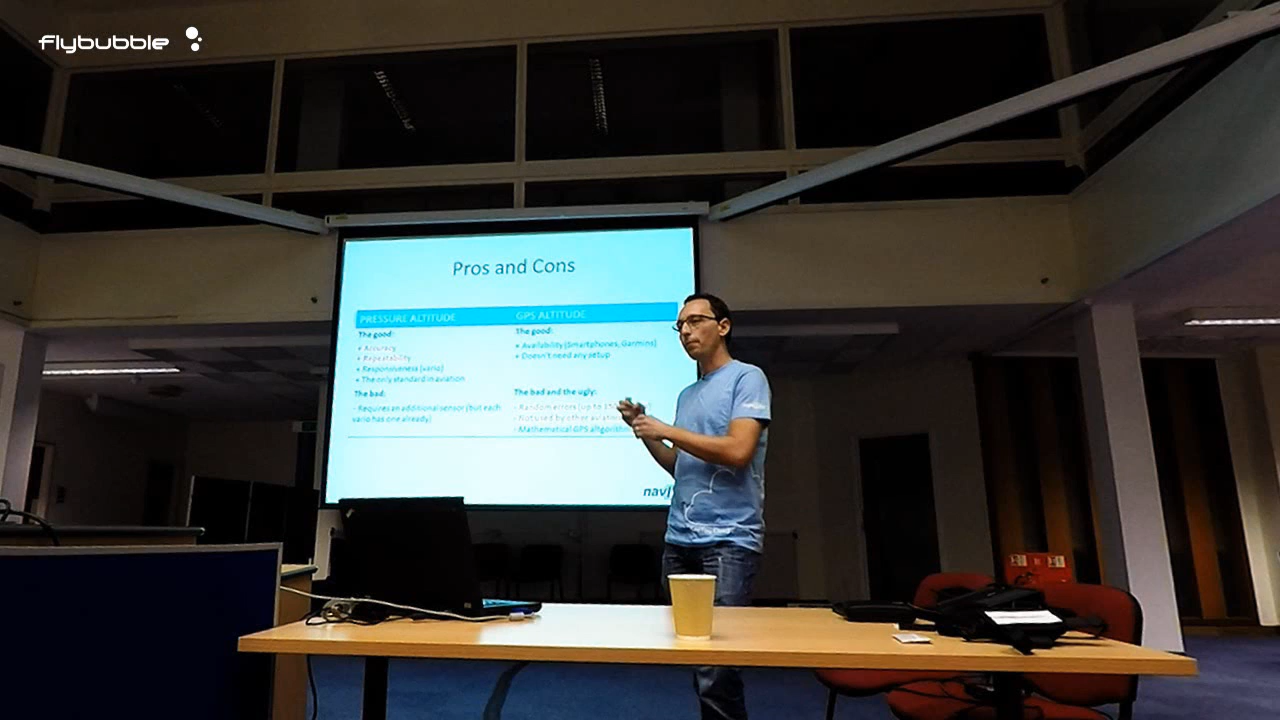 flybubble
Pros and Cons
PRESSURE ALTITUDE
The good:
+ Accuracy
+ Repeatability
+ Responsiveness (vario)
+ The only standard in aviation
The bad:
- Requires an additional sensor (but each
vario has one already)
GPS ALTITUDE
The good:
+ Availability (Smartphones, Garmins)
+ Doesn't need any setup
The bad and the ugly:
- Random errors (up to
- Not used by other
- Mathematical GPS
navi